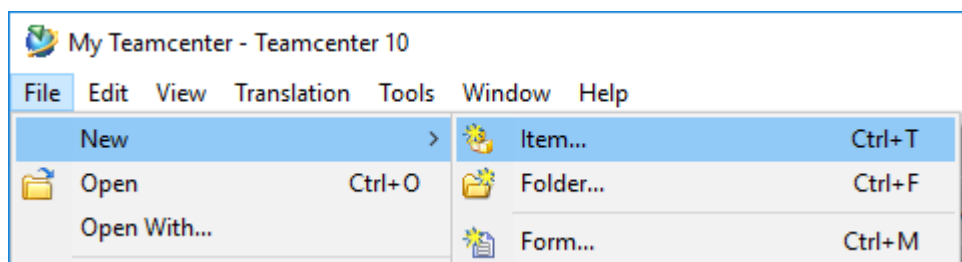 My Teamcenter - Teamcenter 10
File Edit View Translation Tools Window Help
New > Item... Ctrl+T
Open Ctrl+O Folder... Ctrl+F
Open With...
Form... Ctrl+M